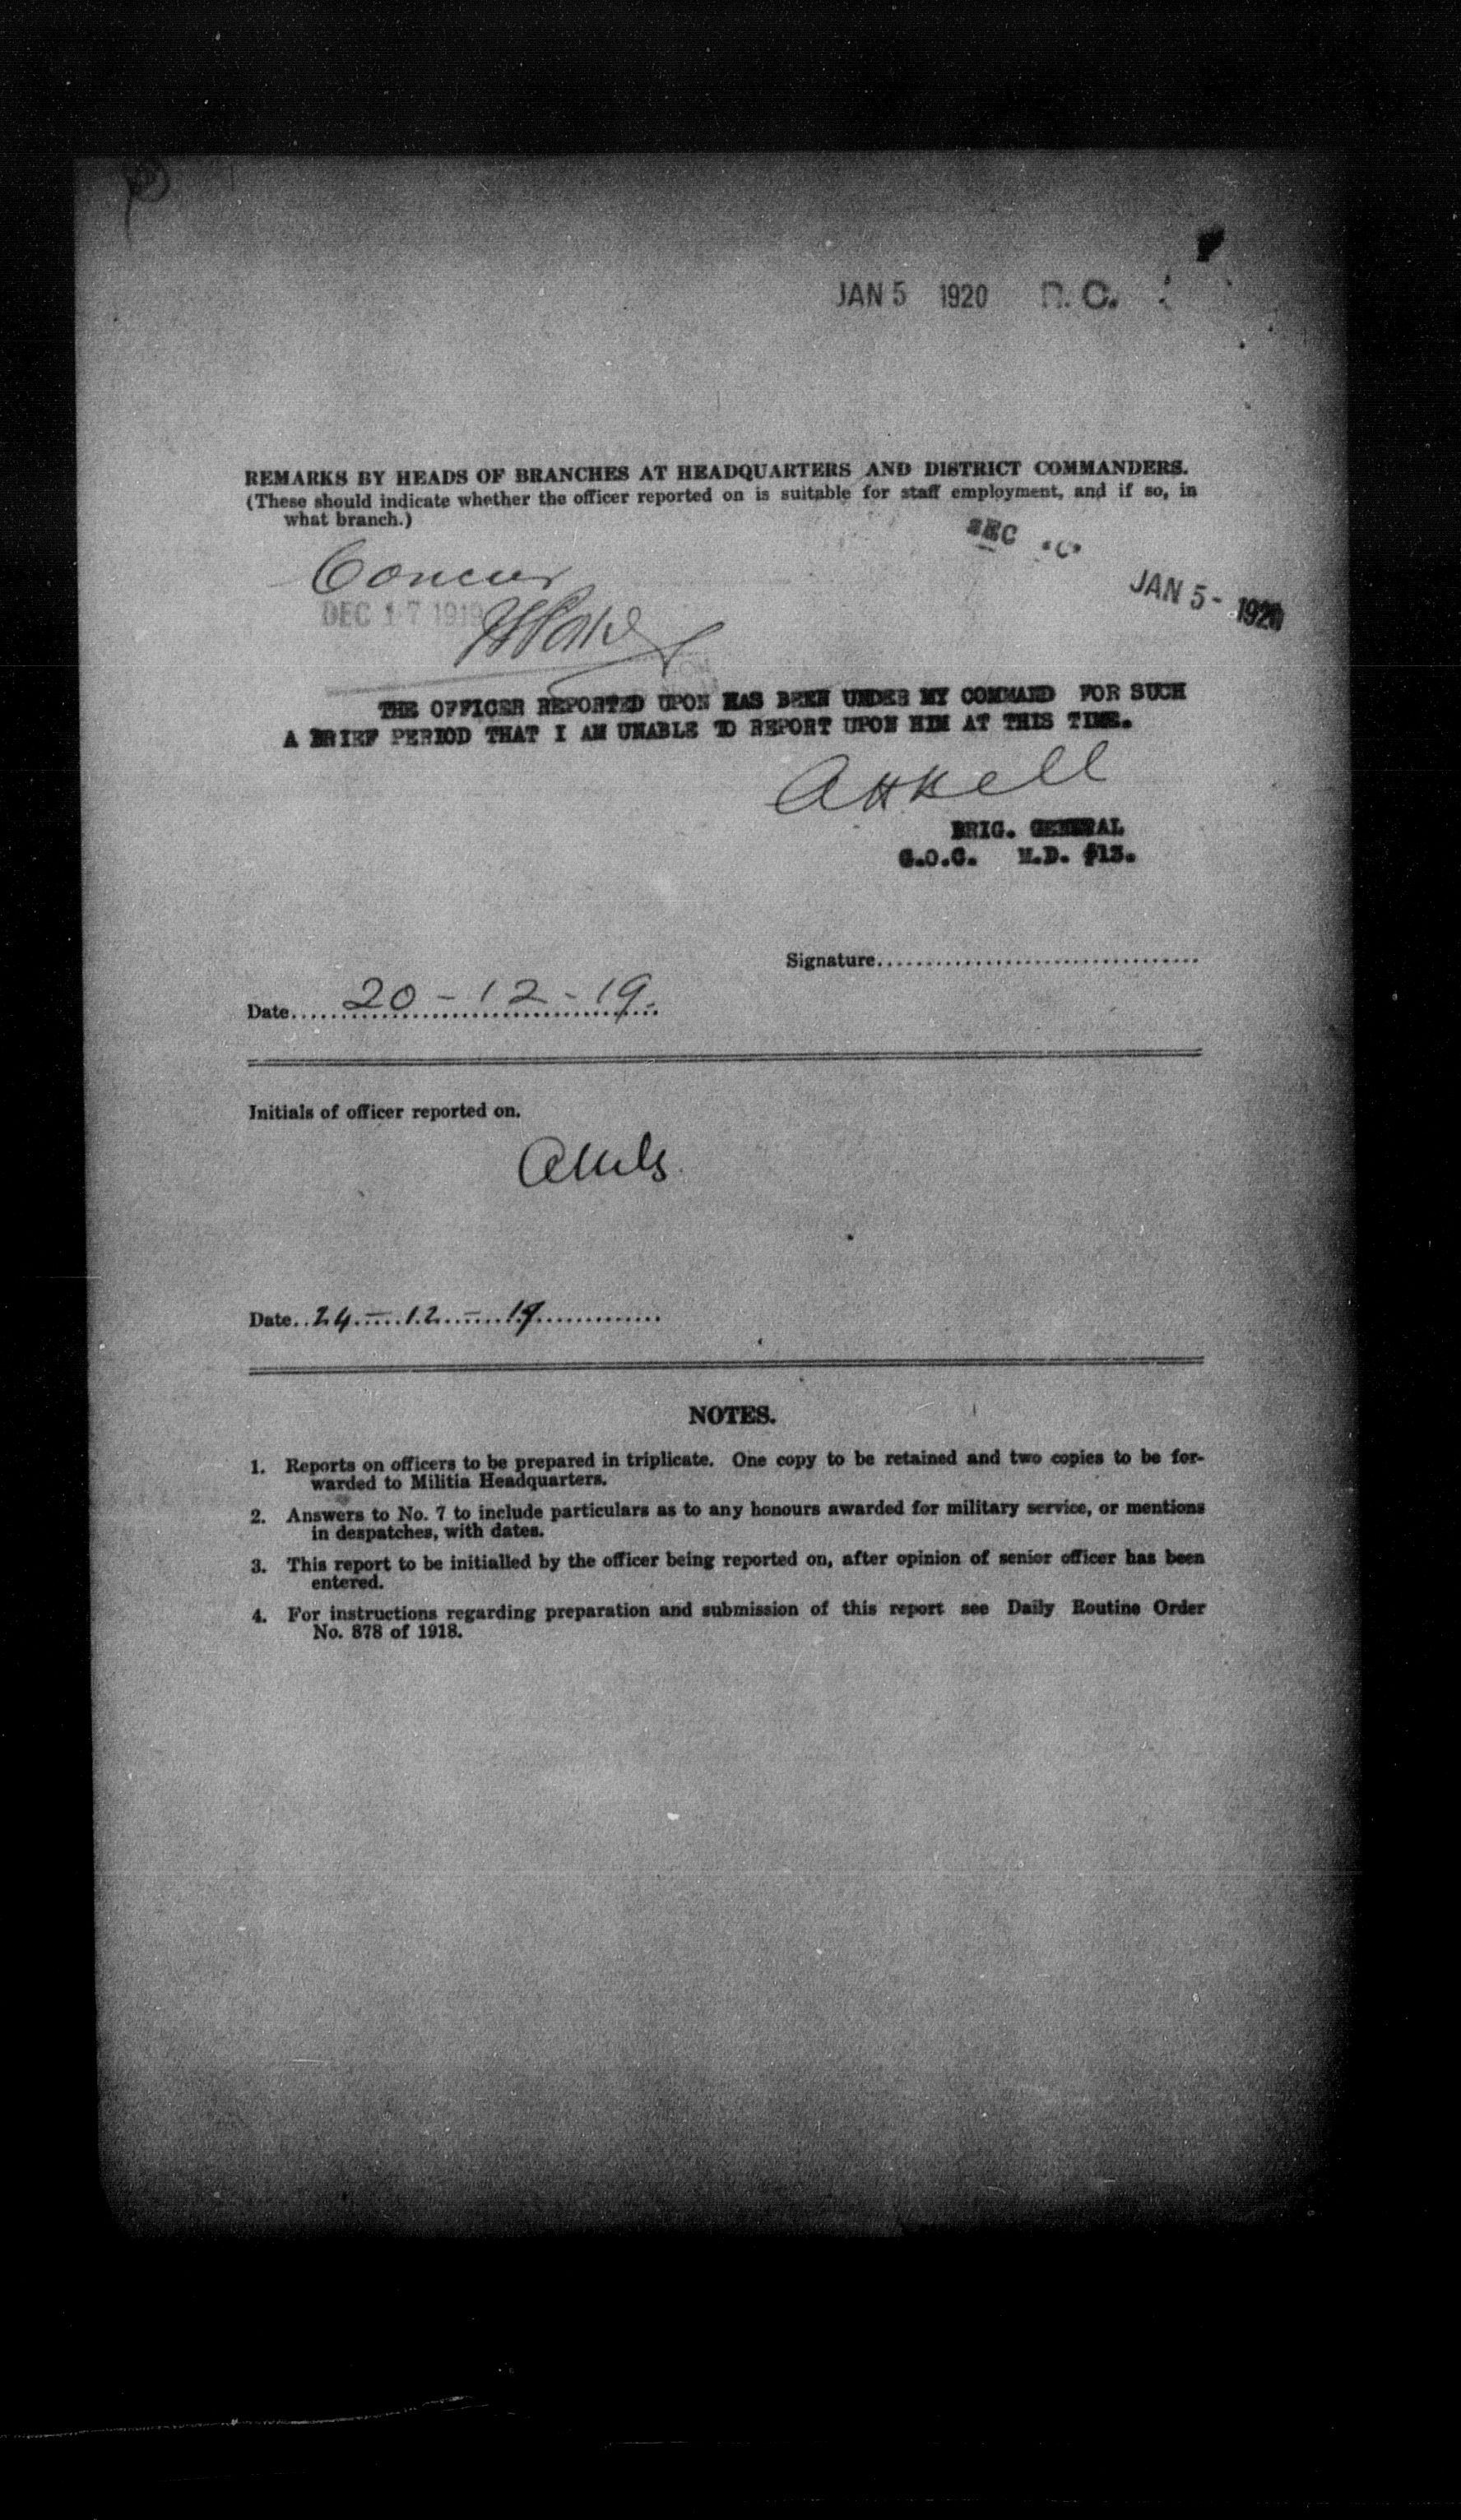 JAN 5 1920 D. C.
REMARKS BY HEADS OF BRANCHES AT HEADQUARTERS AND DISTRICT COMMANDERS.
(These should indicate whether the officer reported on is suitable for staff employment, and if so, in
what branch.)
Concur
DEC 17 1919
JAN 5 - 1920
THE OFFICER REPORTED UPON HAS BEEN UNDER MY COMMAND FOR SUCH
A BRIEF PERIOD THAT I AM UNABLE TO REPORT UPON HIM AT THIS TIME.
AHBell
BRIG. GENERAL
G.O.C. M.D. #13.
Signature
Date 20-12-19.
Initials of officer reported on.
Date 24-12-19
NOTES.
1. Reports on officers to be prepared in triplicate. One copy to be retained and two copies to be for-
warded to Militia Headquarters.
2. Answers to No. 7 to include particulars as to any honours awarded for military service, or mentions
in despatches, with dates.
3. This report to be initialled by the officer being reported on, after opinion of senior officer has been
entered.
4. For instructions regarding preparation and submission of this report see Daily Routine Order
No. 878 of 1918.